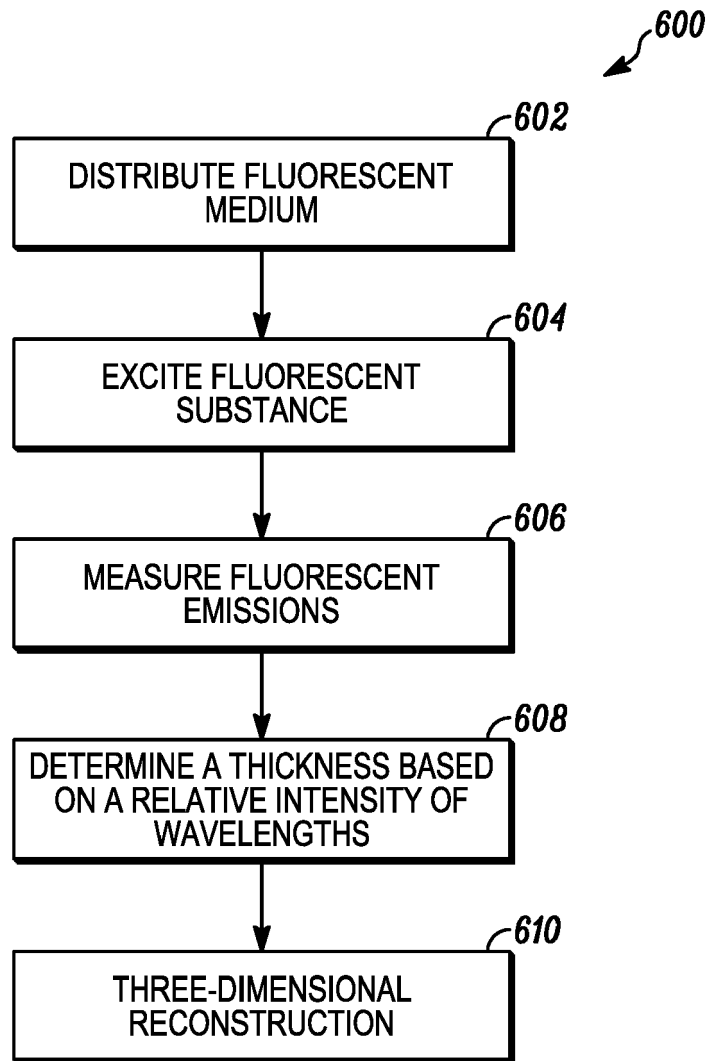 600
602
DISTRIBUTE FLUORESCENT
MEDIUM
604
EXCITE FLUORESCENT
SUBSTANCE
606
MEASURE FLUORESCENT
EMISSIONS
608
DETERMINE A THICKNESS BASED
ON A RELATIVE INTENSITY OF
WAVELENGTHS
610
THREE-DIMENSIONAL
RECONSTRUCTION